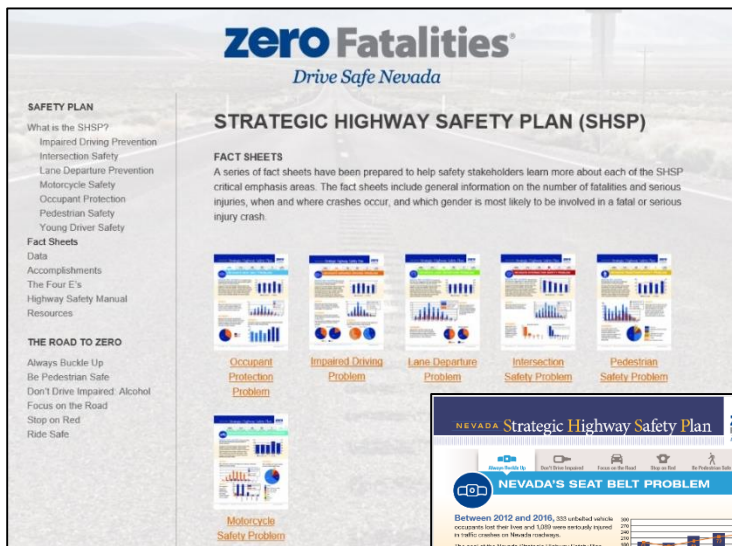 zero Fatalities®
Drive Safe Nevada
SAFETY PLAN
What is the SHSP?
Impaired Driving Prevention
Intersection Safety
Lane Departure Prevention
Motorcycle Safety
Occupant Protection
Pedestrian Safety
Young Driver Safety
Fact Sheets
Data
Accomplishments
The Four E's
Highway Safety Manual
Resources
THE ROAD TO ZERO
Always Buckle Up
Be Pedestrian Safe
Don't Drive Impaired: Alcohol
Focus on the Road
Stop on Red
Ride Safe
STRATEGIC HIGHWAY SAFETY PLAN (SHSP)
FACT SHEETS
A series of fact sheets have been prepared to help safety stakeholders learn more about each of the SHSP
critical emphasis areas. The fact sheets include general information on the number of fatalities and serious
injuries, when and where crashes occur, and which gender is most likely to be involved in a fatal or serious
injury crash.
Occupant
Protection
Problem
Impaired Driving
Problem
Lane Departure
Problem
Intersection
Safety Problem
Pedestrian
Safety Problem
Motorcycle
Safety Problem
NEVADA Strategic Highway Safety Plan
Always Buckle Up
Don't Drive Impaired
Focus on the Road
Stop on Red
Be Pedestrian Safe
NEVADA'S SEAT BELT PROBLEM
Between 2012 and 2016, 333 unbelted vehicle
occupants lost their lives and 1,089 were seriously injured
in traffic crashes on Nevada roadways.